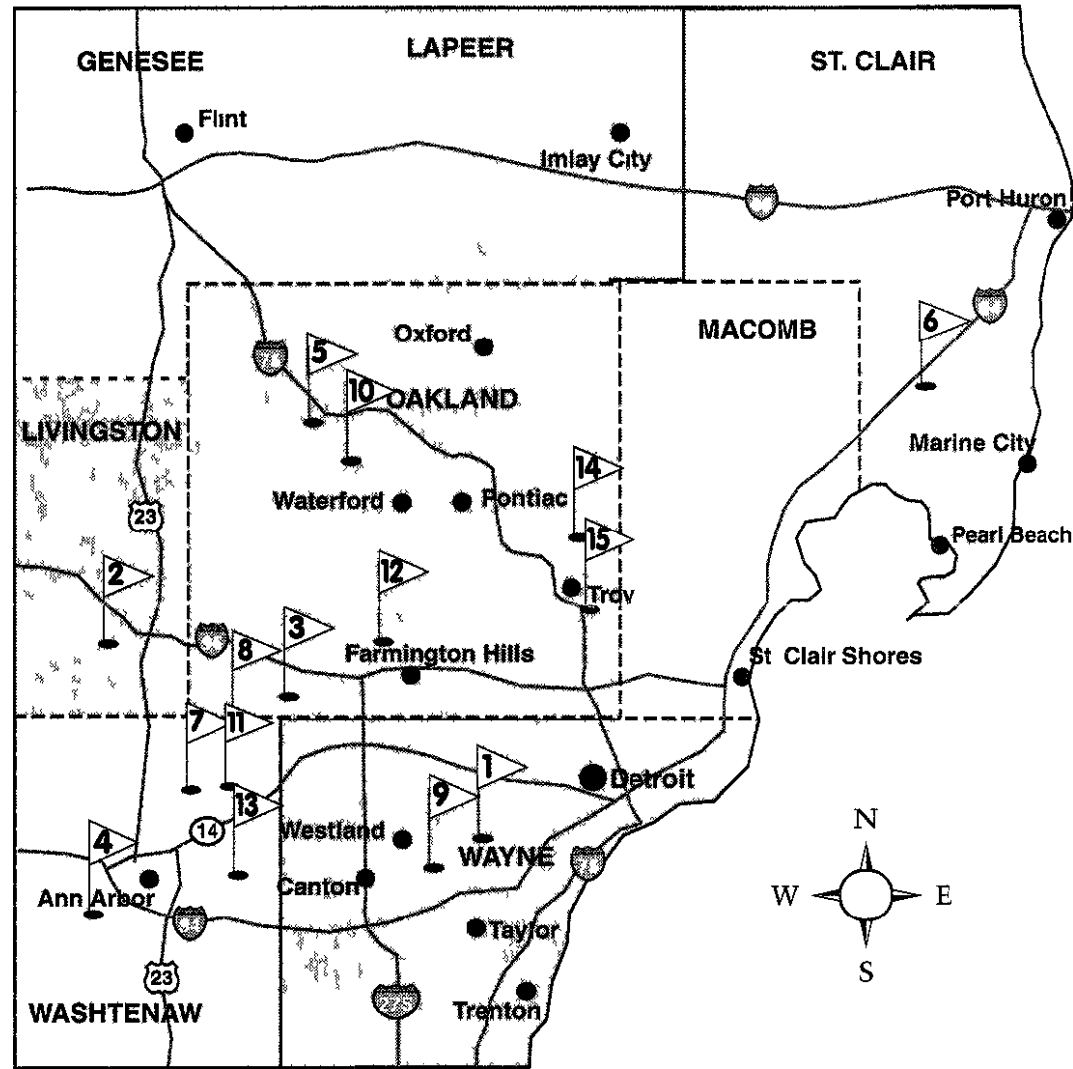 GENESEE
LAPEER
ST. CLAIR
Flint
Imlay City
Port Huron
Oxford
MACOMB
6
5
10
OAKLAND
LIVINGSTON
Marine City
14
Waterford
Pontiac
23
15
Pearl Beach
2
12
Troy
3
8
Farmington Hills
St Clair Shores
7
11
1
9
Detroit
13
14
Westland
4
WAYNE
Ann Arbor
Canton
N
W
E
S
Taylor
23
Trenton
WASHTENAW
275